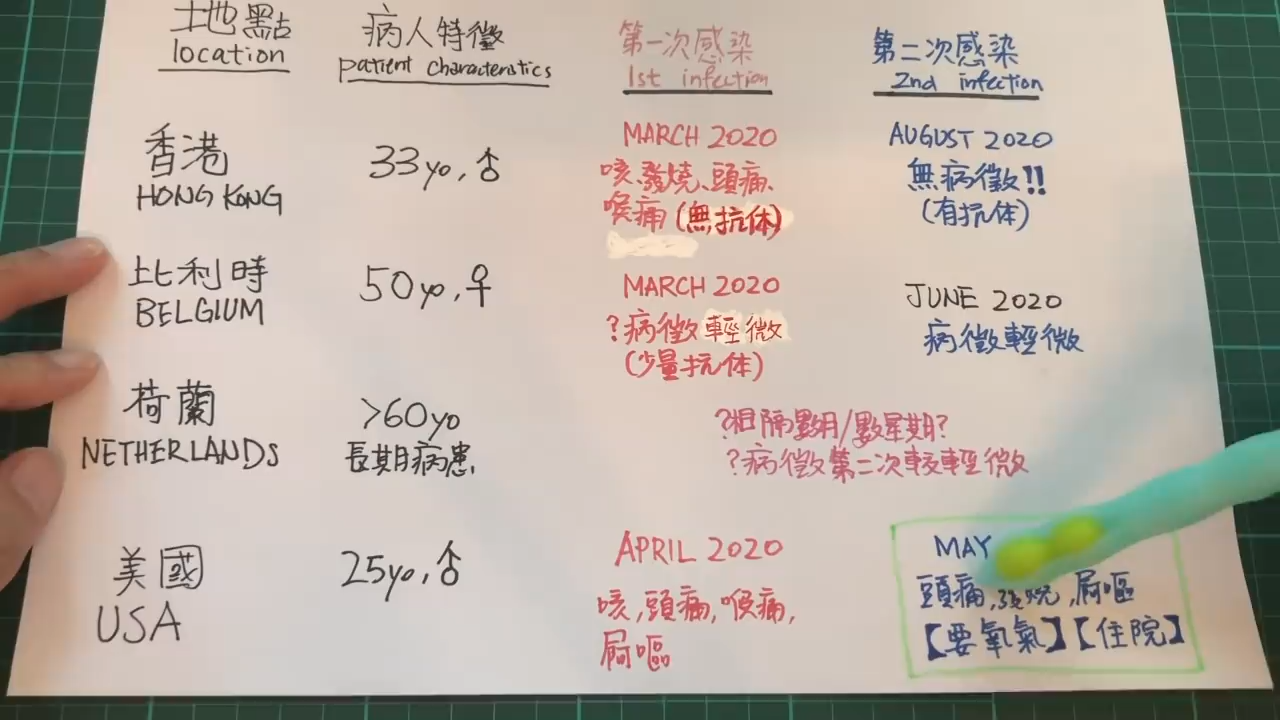 地點
location
病人特徵
patient characteristics
第一次感染
1st infection
第二次感染
2nd infection
香港
HONG KONG
33yo, ♂
MARCH 2020
咳、發燒、頭痛、
喉痛(無抗体)
AUGUST 2020
無病徵!!
(有抗体)
比利時
BELGIUM
50yo, ♀
MARCH 2020
?病徵輕微
(少量抗体)
JUNE 2020
病徵輕微
荷蘭
NETHERLANDS
>60yo
長期病患
?相隔數月/數星期?
?病徵第二次較輕微
美國
USA
25yo, ♂
APRIL 2020
咳,頭痛,喉痛,
屙嘔
MAY
頭痛,發燒,屙嘔
【要氧氣】【住院】